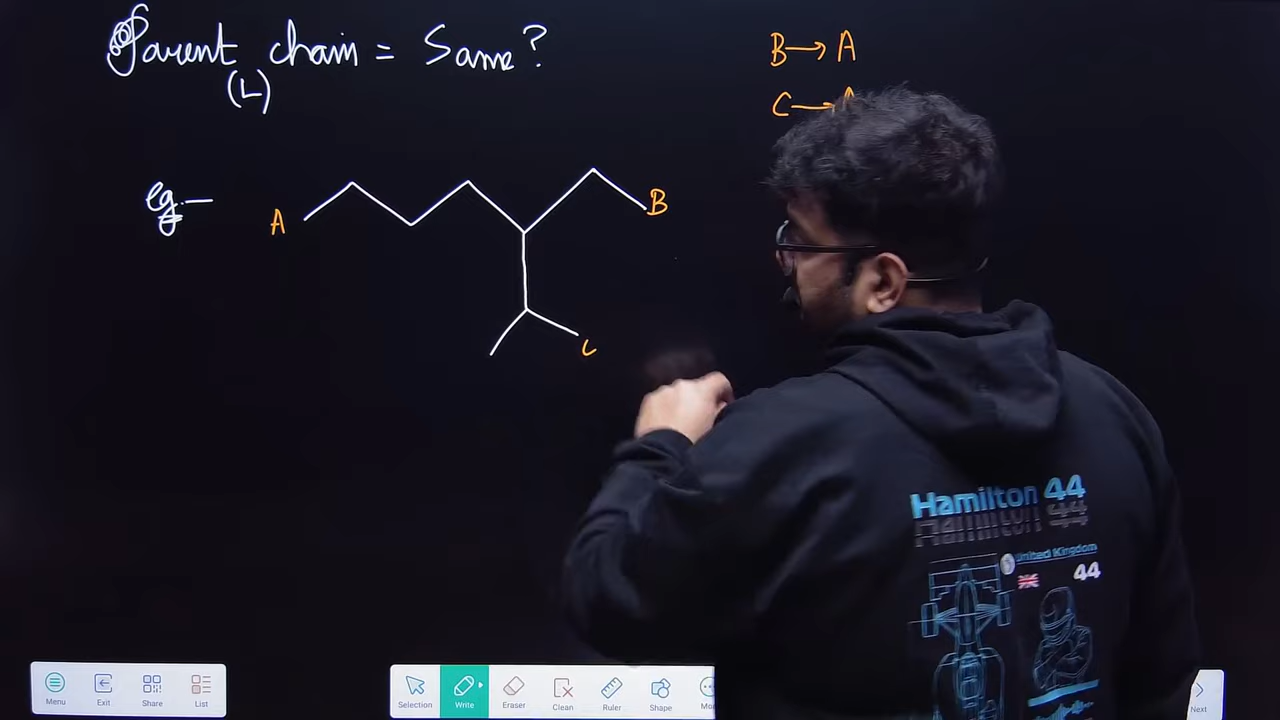 Parent chain = Same?
(L)
B→A
C→A
eg.—
A
B
C
Hamilton 44
United Kingdom
44
Menu
Exit
Share
List
Selection
Write
Eraser
Clean
Ruler
Shape
Next